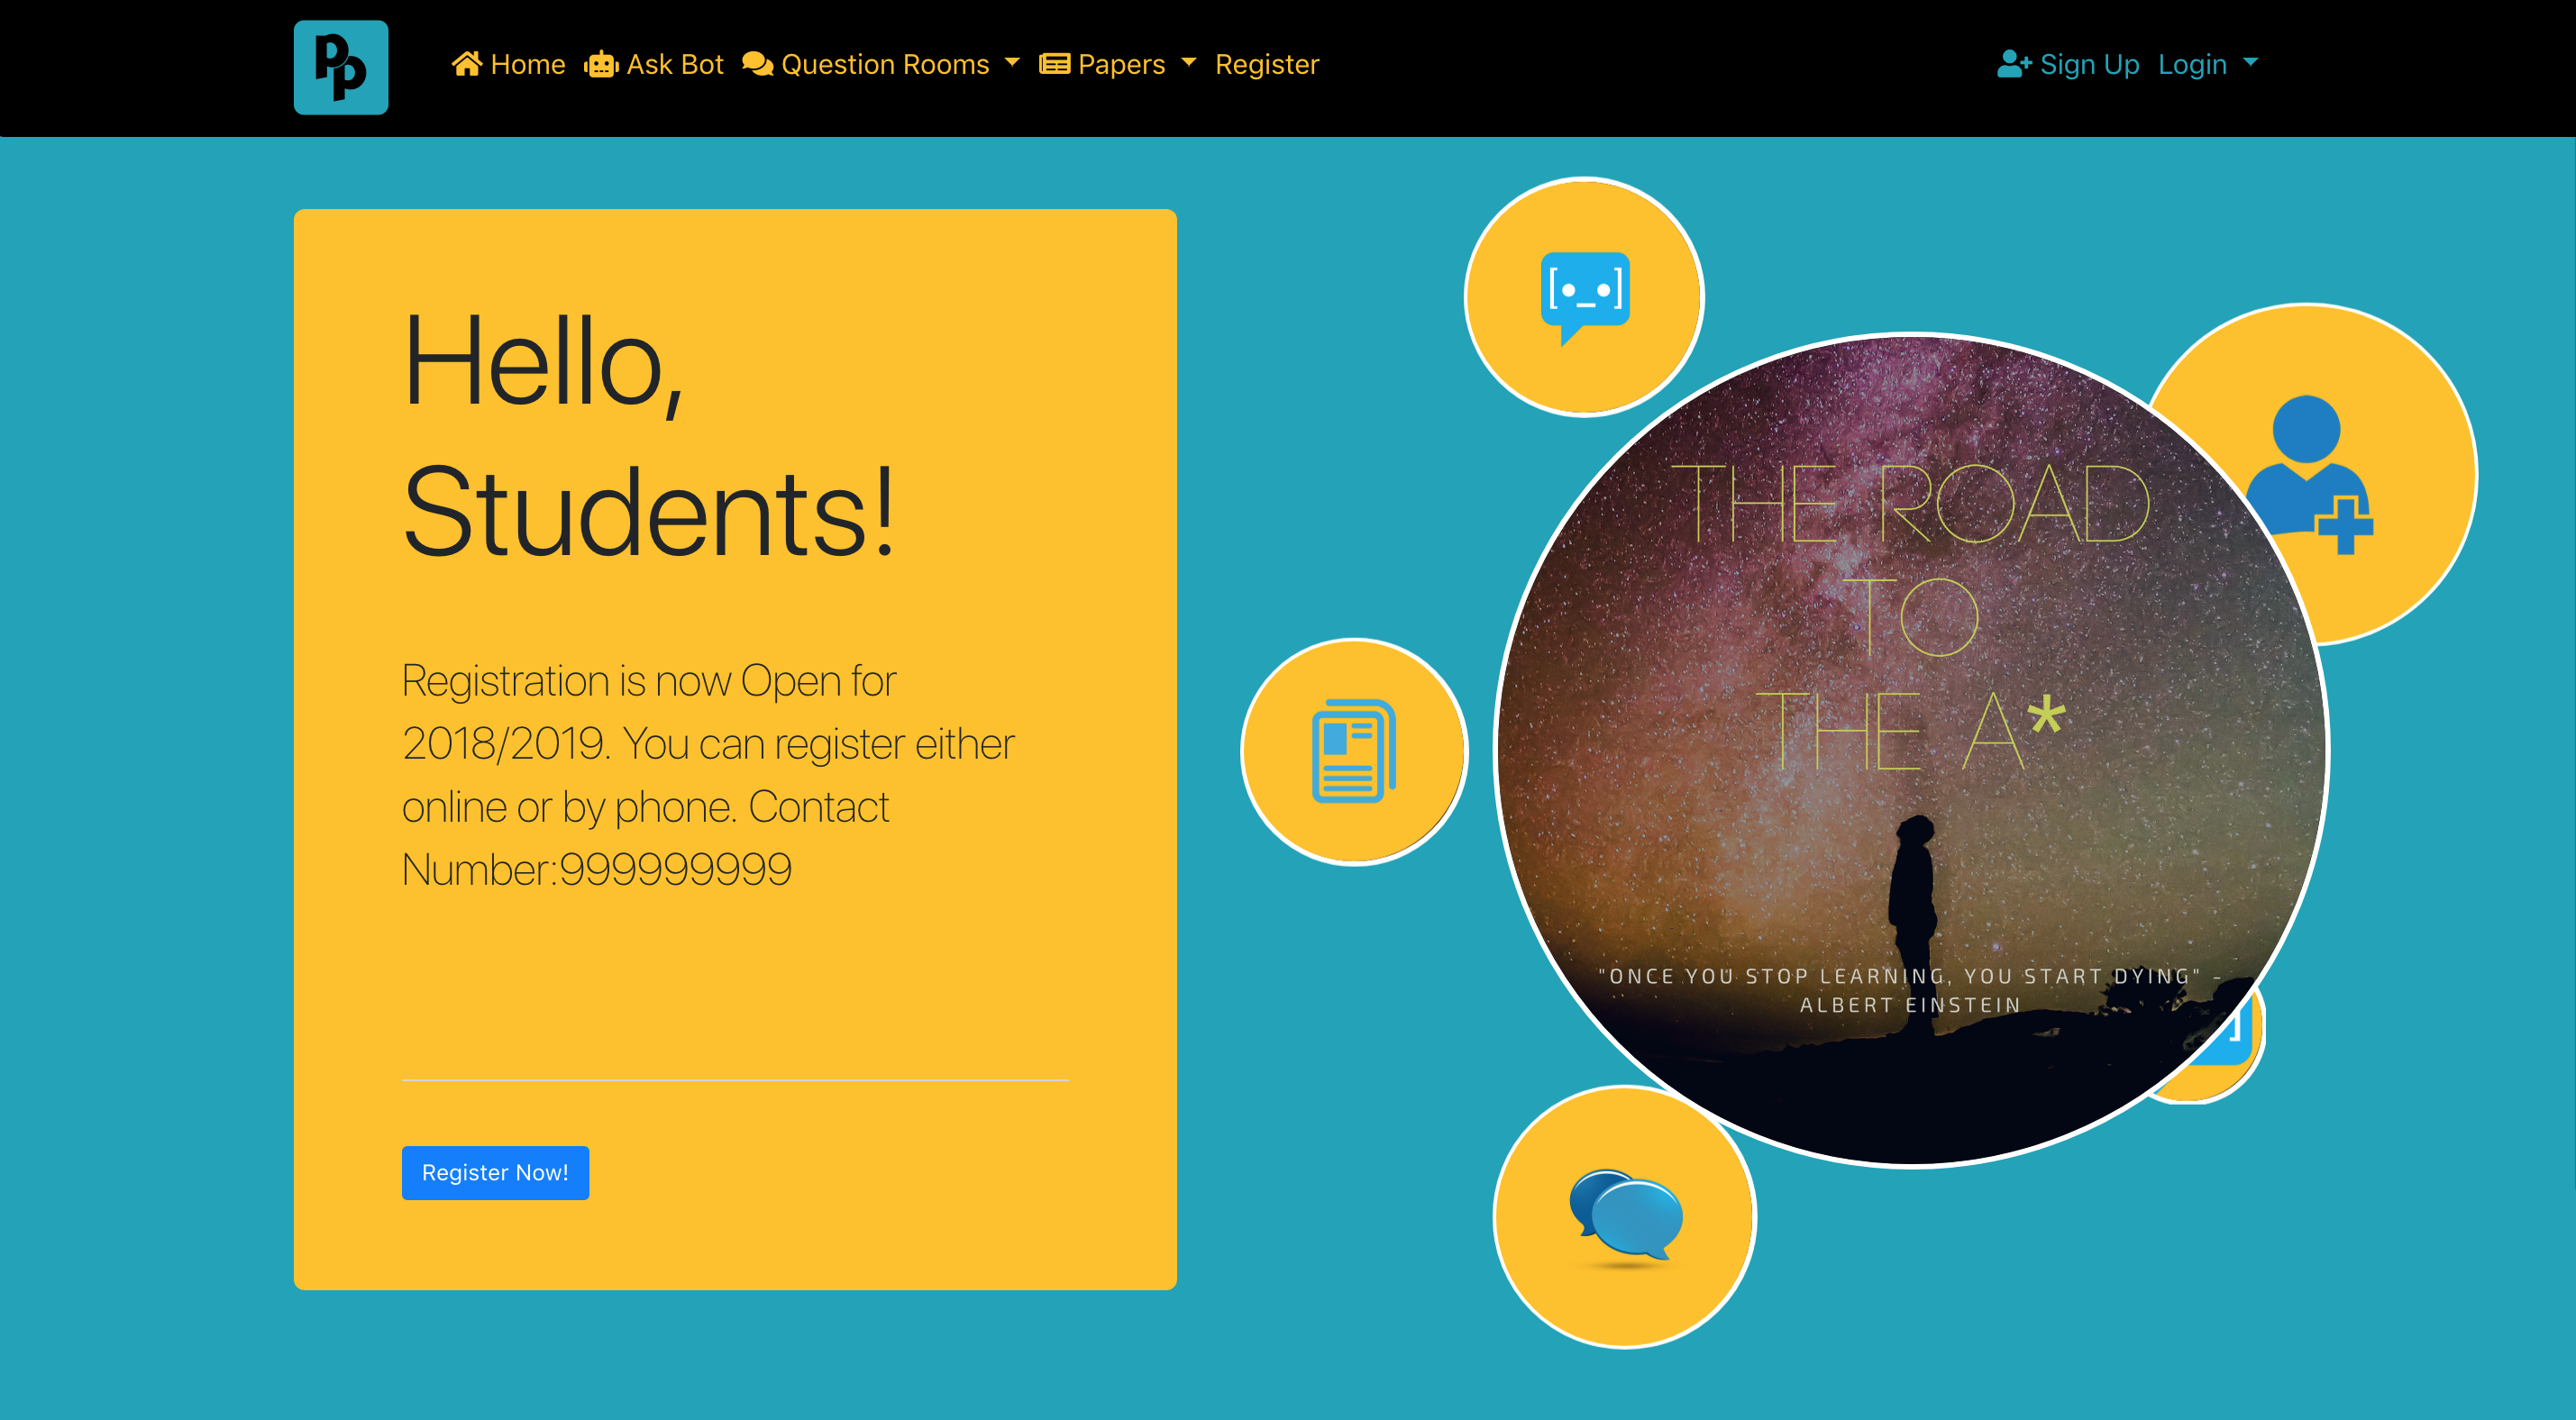 Pp
Home Ask Bot Question Rooms Papers Register
Sign Up Login
Hello,
Students!
Registration is now Open for
2018/2019. You can register either
online or by phone. Contact
Number:999999999
Register Now!
[•_•]
THE ROAD
TO
THE A*
"ONCE YOU STOP LEARNING, YOU START DYING" -
ALBERT EINSTEIN
]